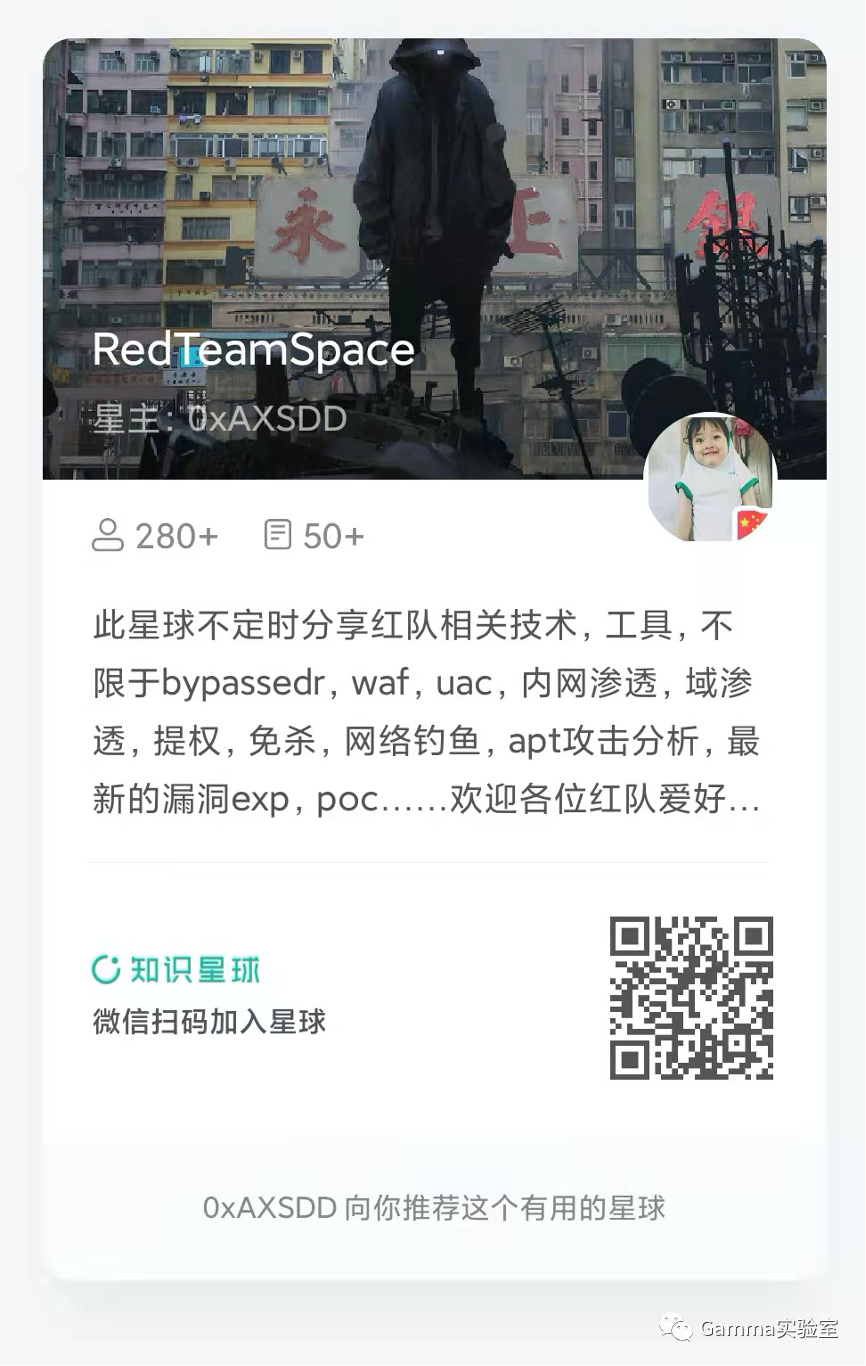 永 正 銀
RedTeamSpace
星主：0xAXSDD
280+ 50+
此星球不定时分享红队相关技术，工具，不
限于bypassedr，waf，uac，内网渗透，域渗
透，提权，免杀，网络钓鱼，apt攻击分析，最
新的漏洞exp，poc……欢迎各位红队爱好...
知识星球
微信扫码加入星球
0xAXSDD 向你推荐这个有用的星球
Gamma实验室